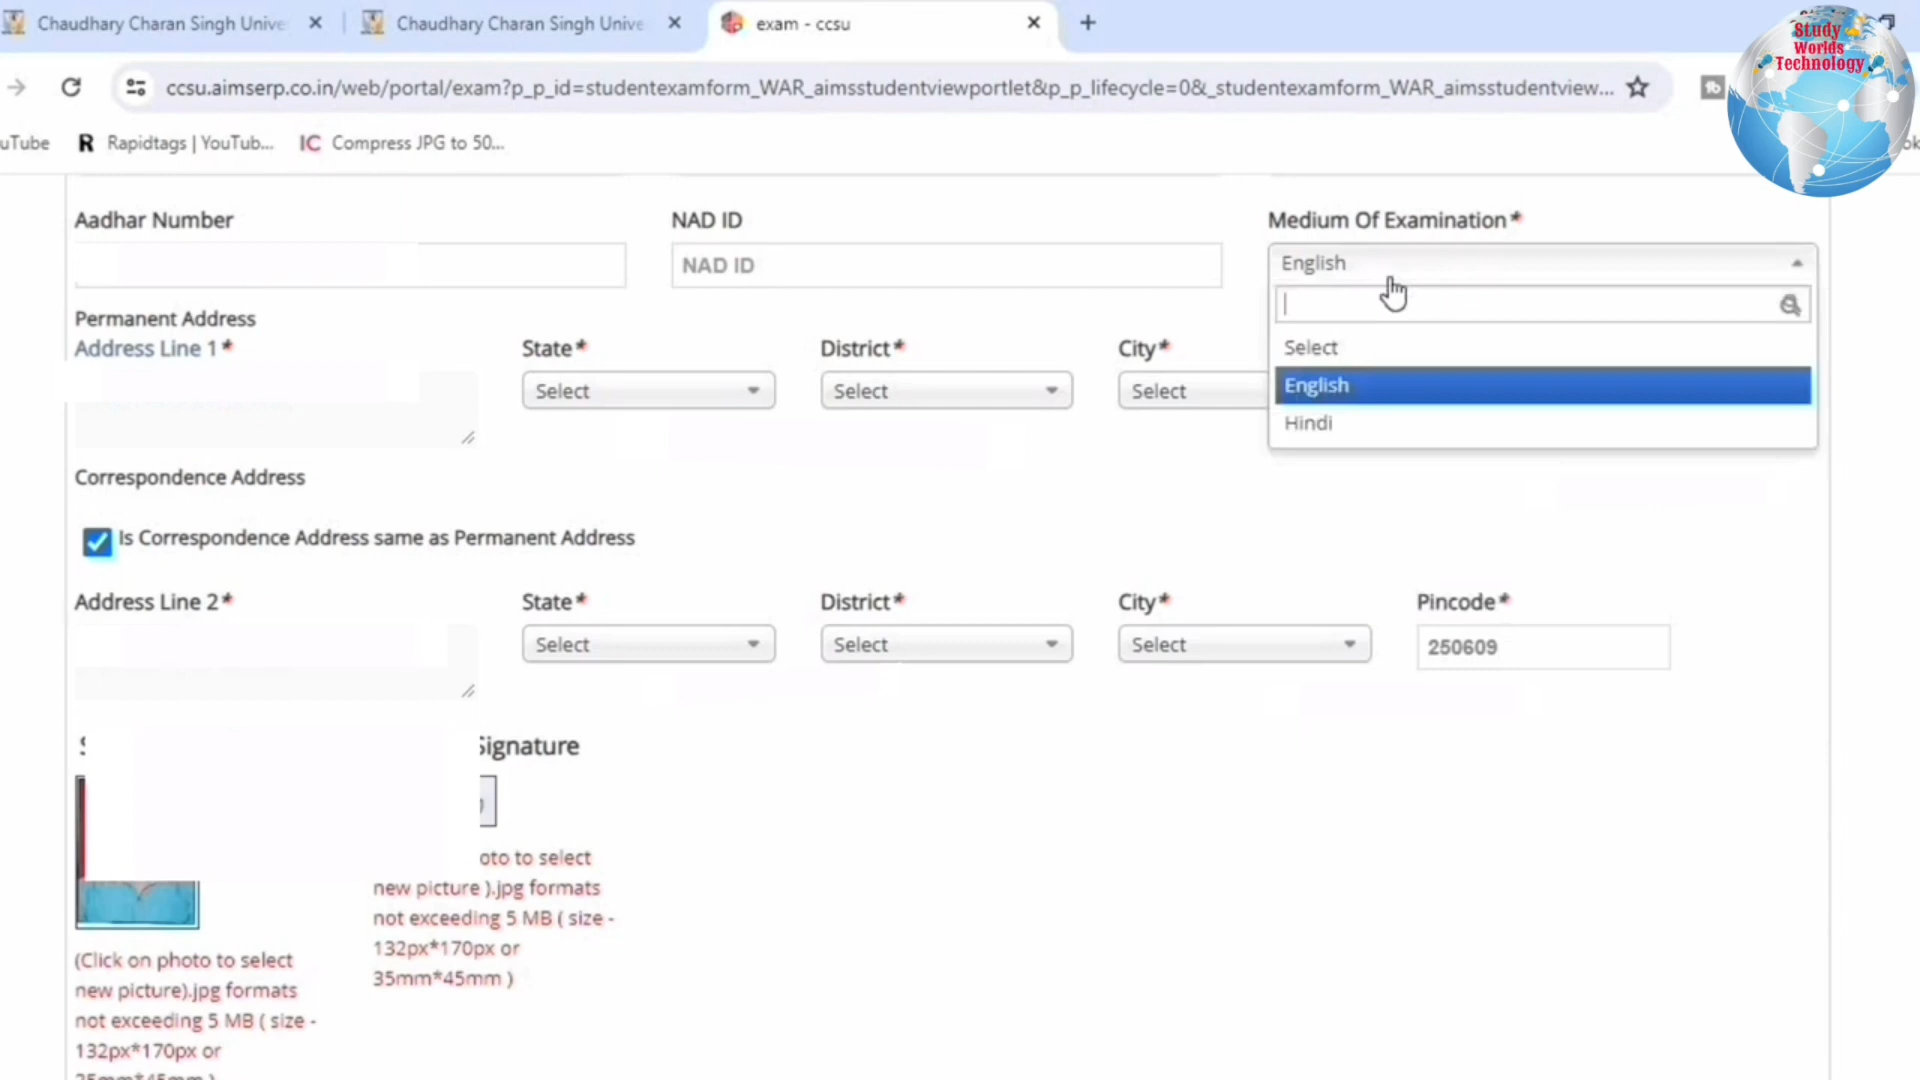 Chaudhary Charan Singh Unive
Chaudhary Charan Singh Unive
exam - ccsu
Study
Worlds
Technology
ccsu.aimserp.co.in/web/portal/exam?p_p_id=studentexamform_WAR_aimsstudentviewportlet&p_p_lifecycle=0&_studentexamform_WAR_aimsstudentview...
uTube
R Rapidtags | YouTub...
IC Compress JPG to 50...
Aadhar Number
NAD ID
Medium Of Examination*
NAD ID
English
Permanent Address
Address Line 1*
State*
District*
City*
Select
Select
Select
Select
English
Hindi
Correspondence Address
Is Correspondence Address same as Permanent Address
Address Line 2*
State*
District*
City*
Pincode*
Select
Select
Select
250609
Signature
oto to select
new picture ).jpg formats
not exceeding 5 MB ( size -
132px*170px or
35mm*45mm )
(Click on photo to select
new picture).jpg formats
not exceeding 5 MB ( size -
132px*170px or